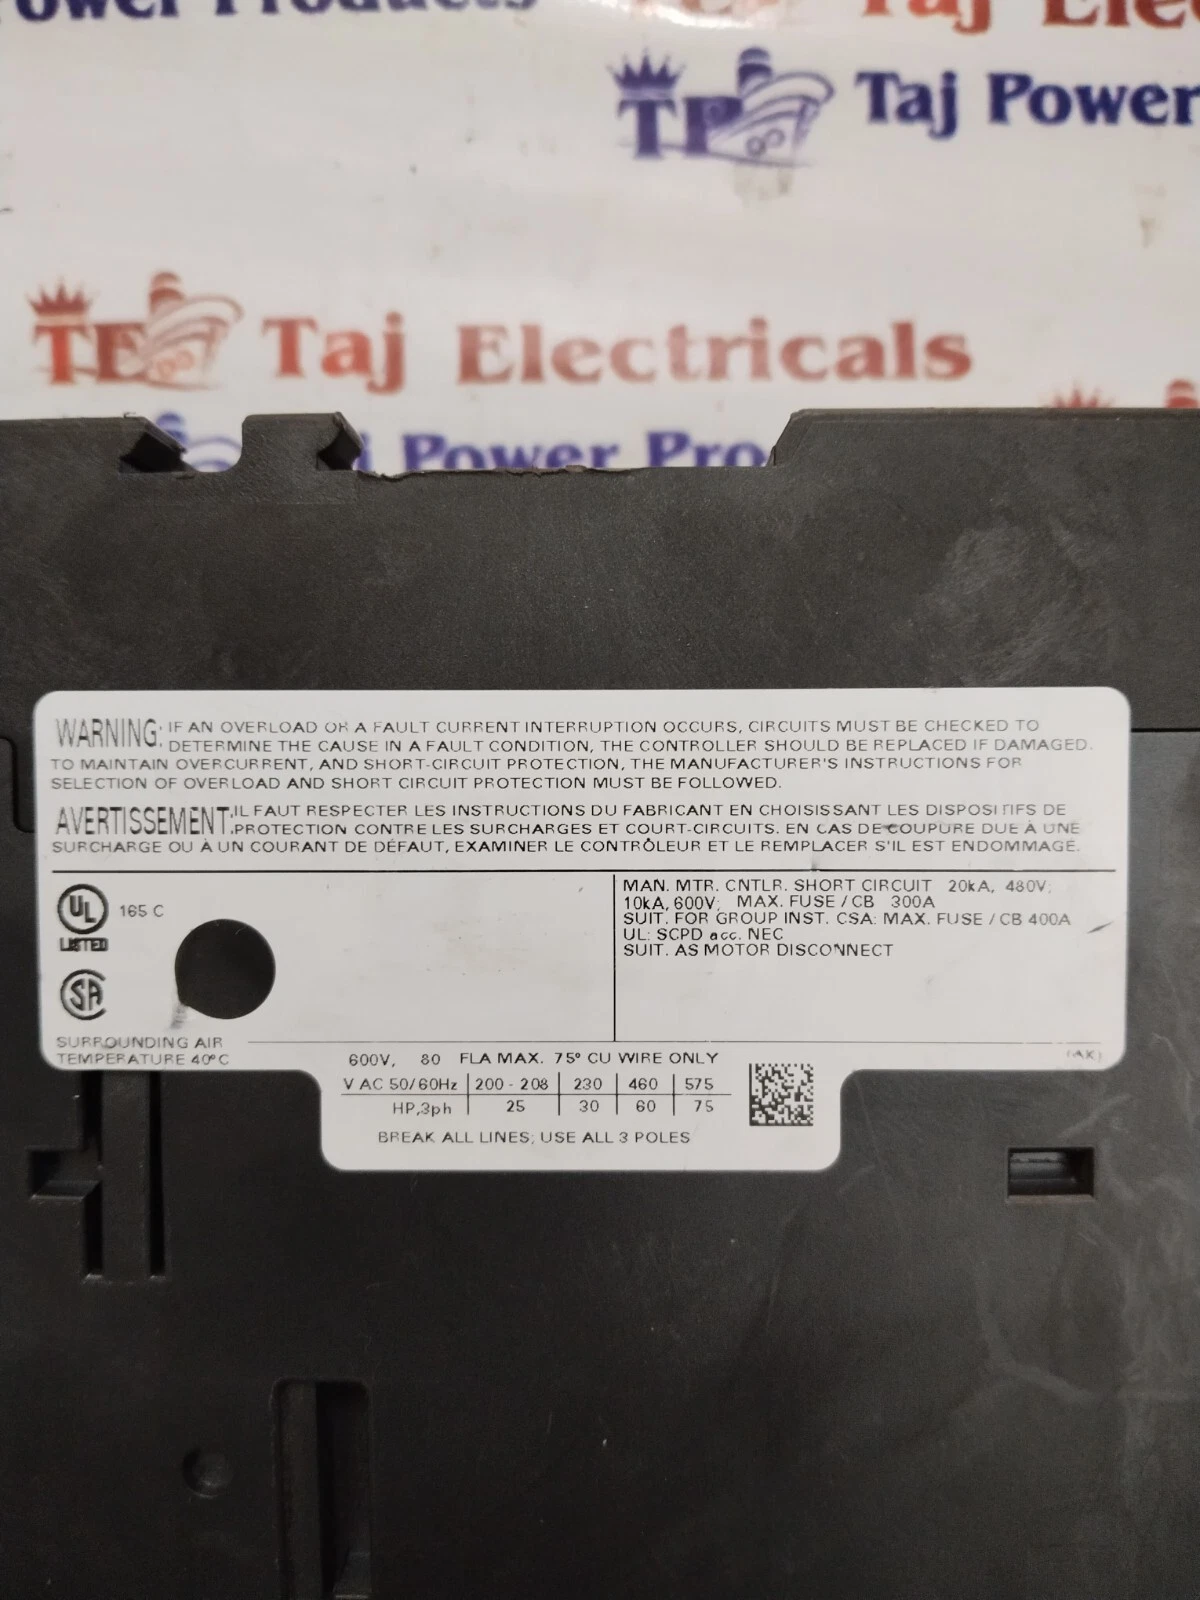 Power Products
Taj Elec
TP Taj Power
TE Taj Electricals
Taj Power Pro
WARNING: IF AN OVERLOAD OR A FAULT CURRENT INTERRUPTION OCCURS, CIRCUITS MUST BE CHECKED TO
DETERMINE THE CAUSE IN A FAULT CONDITION, THE CONTROLLER SHOULD BE REPLACED IF DAMAGED.
TO MAINTAIN OVERCURRENT, AND SHORT-CIRCUIT PROTECTION, THE MANUFACTURER'S INSTRUCTIONS FOR
SELECTION OF OVERLOAD AND SHORT CIRCUIT PROTECTION MUST BE FOLLOWED.
AVERTISSEMENT: IL FAUT RESPECTER LES INSTRUCTIONS DU FABRICANT EN CHOISISSANT LES DISPOSITIFS DE
PROTECTION CONTRE LES SURCHARGES ET COURT-CIRCUITS. EN CAS DE COUPURE DUE À UNE
SURCHARGE OU À UN COURANT DE DÉFAUT, EXAMINER LE CONTRÔLEUR ET LE REMPLACER S'IL EST ENDOMMAGÉ.
UL 165 C
LISTED
SA
SURROUNDING AIR
TEMPERATURE 40°C
MAN. MTR. CNTLR. SHORT CIRCUIT 20kA, 480V;
10kA, 600V; MAX. FUSE / CB 300A
SUIT. FOR GROUP INST. CSA: MAX. FUSE / CB 400A
UL: SCPD acc. NEC
SUIT. AS MOTOR DISCONNECT
(AK)
600V, 80 FLA MAX. 75° CU WIRE ONLY
V AC 50/60Hz 200 - 208 230 460 575
HP,3ph 25 30 60 75
BREAK ALL LINES; USE ALL 3 POLES